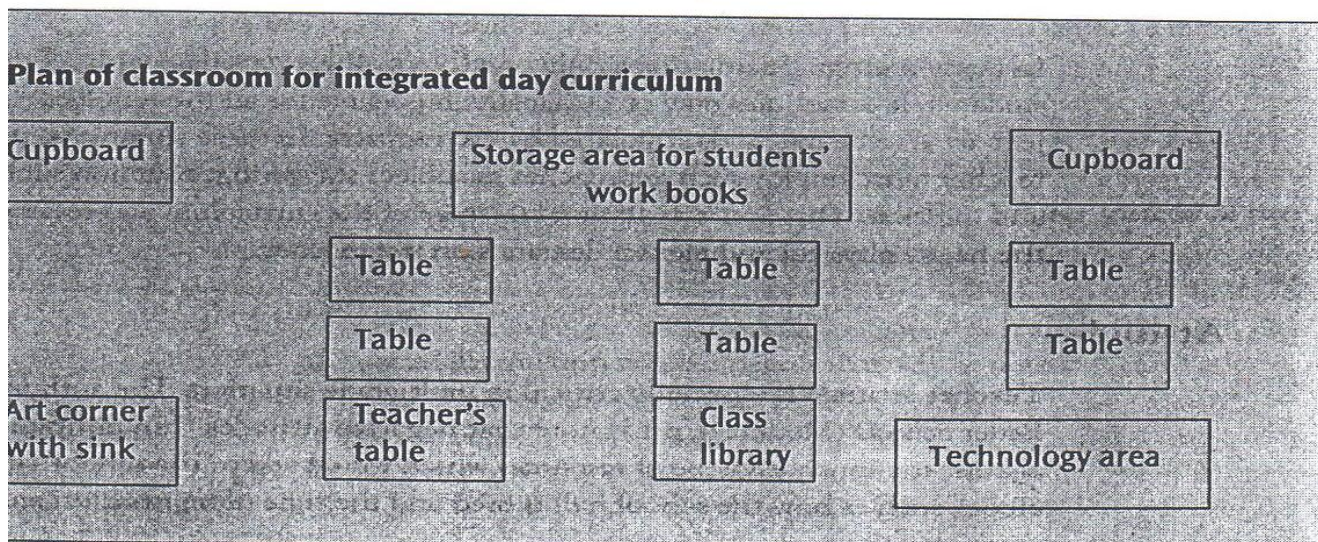 Plan of classroom for integrated day curriculum
Cupboard
Storage area for students'
work books
Cupboard
Table
Table
Table
Table
Table
Table
Art corner
with sink
Teacher's
table
Class
library
Technology area